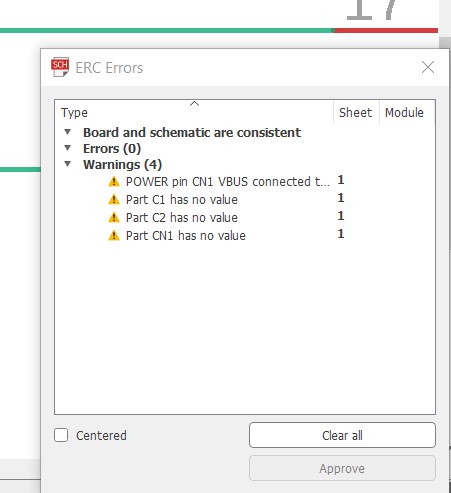 17
SCH
ERC Errors
Type Sheet Module
Board and schematic are consistent
Errors (0)
Warnings (4)
POWER pin CN1 VBUS connected t... 1
Part C1 has no value 1
Part C2 has no value 1
Part CN1 has no value 1
Centered
Clear all
Approve